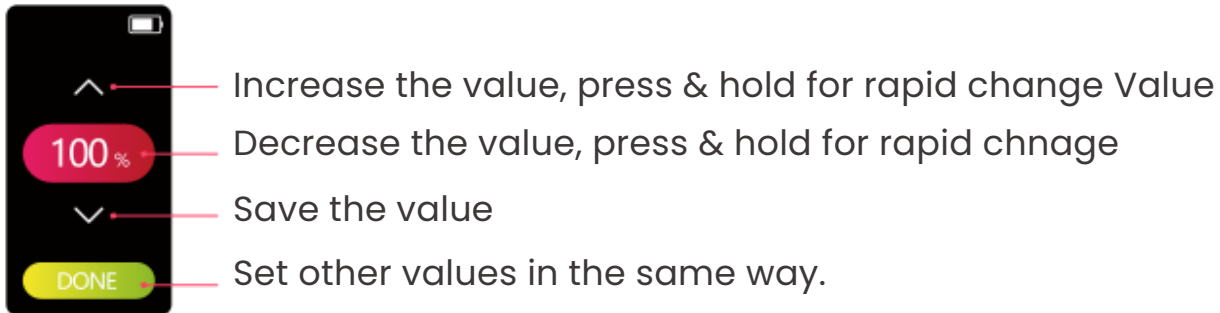 Increase the value, press & hold for rapid change Value
100 %
Decrease the value, press & hold for rapid chnage
Save the value
DONE
Set other values in the same way.